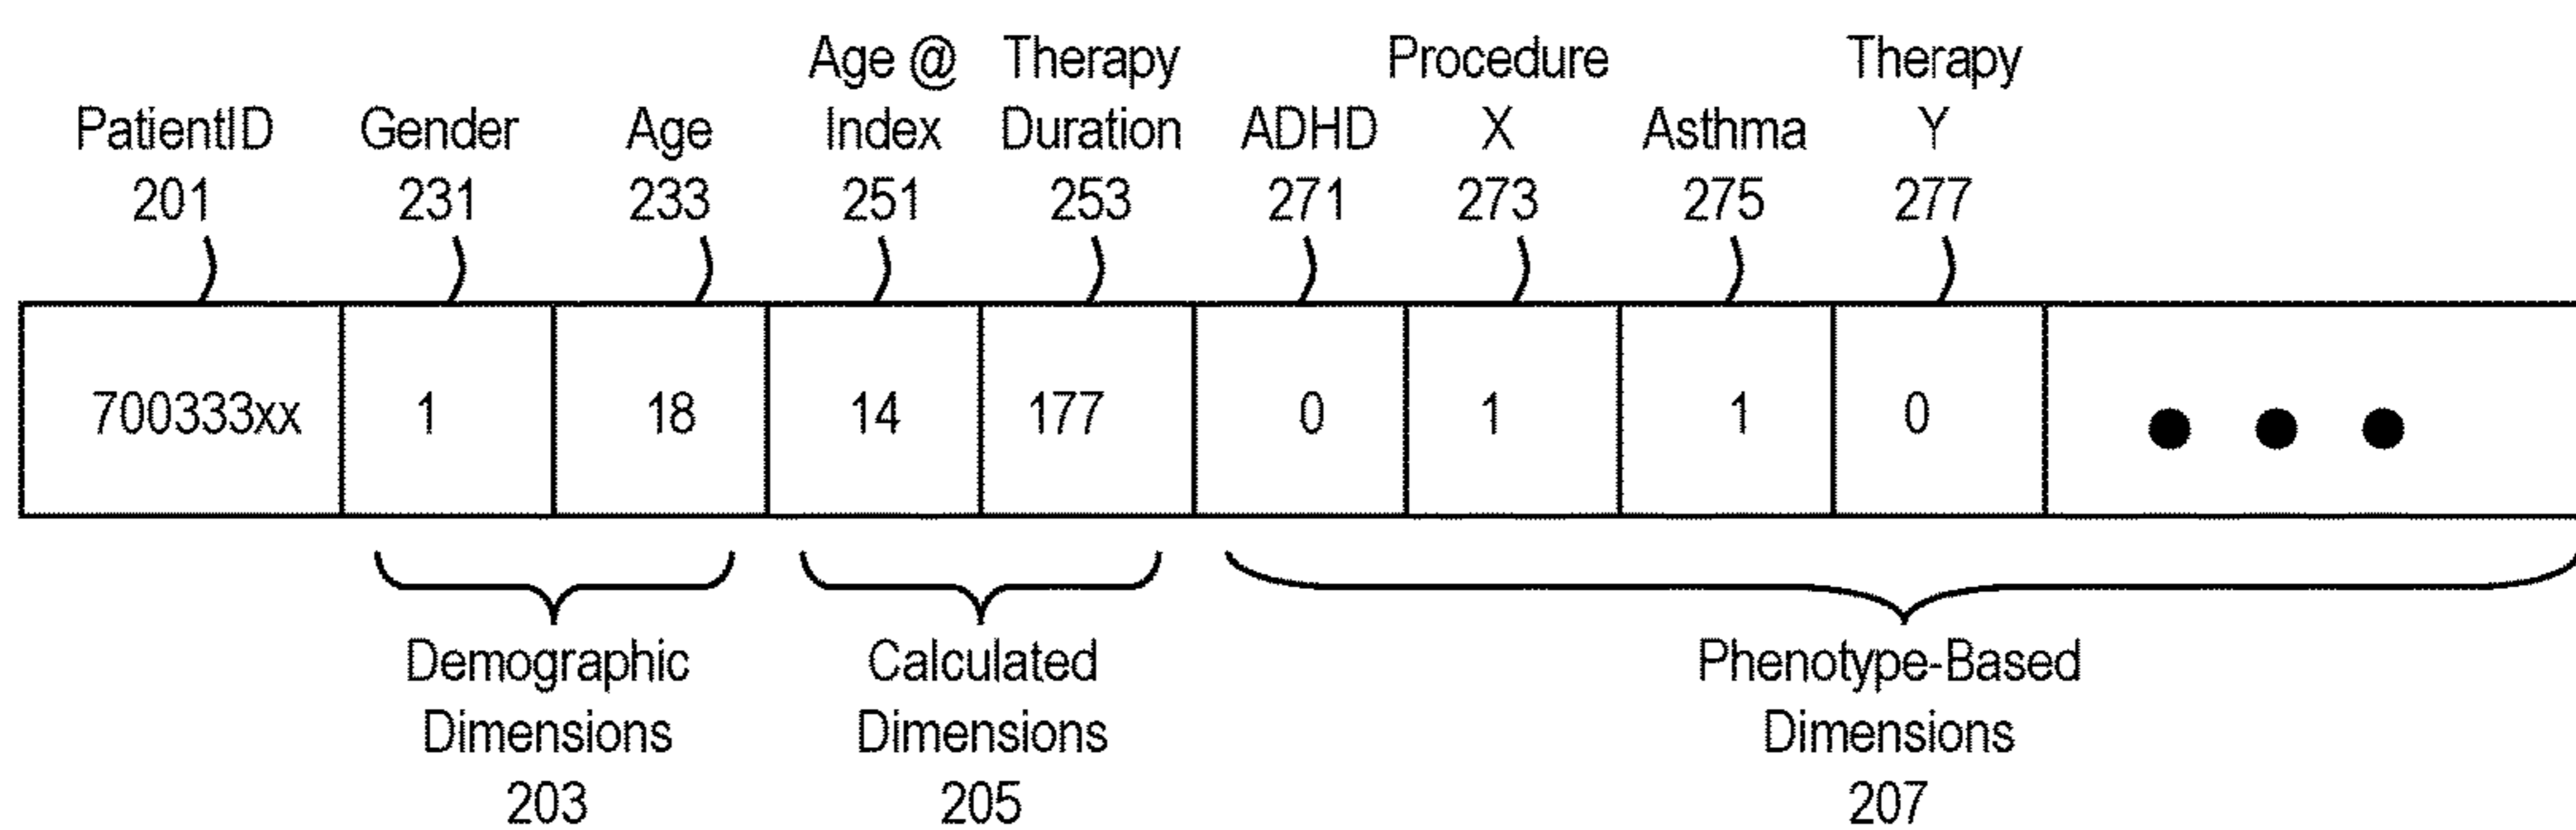 Age @ Therapy Procedure Therapy
PatientID Gender Age Index Duration ADHD X Asthma Y
201 231 233 251 253 271 273 275 277
700333xx 1 18 14 177 0 1 1 0
Demographic Calculated Phenotype-Based
Dimensions Dimensions Dimensions
203 205 207